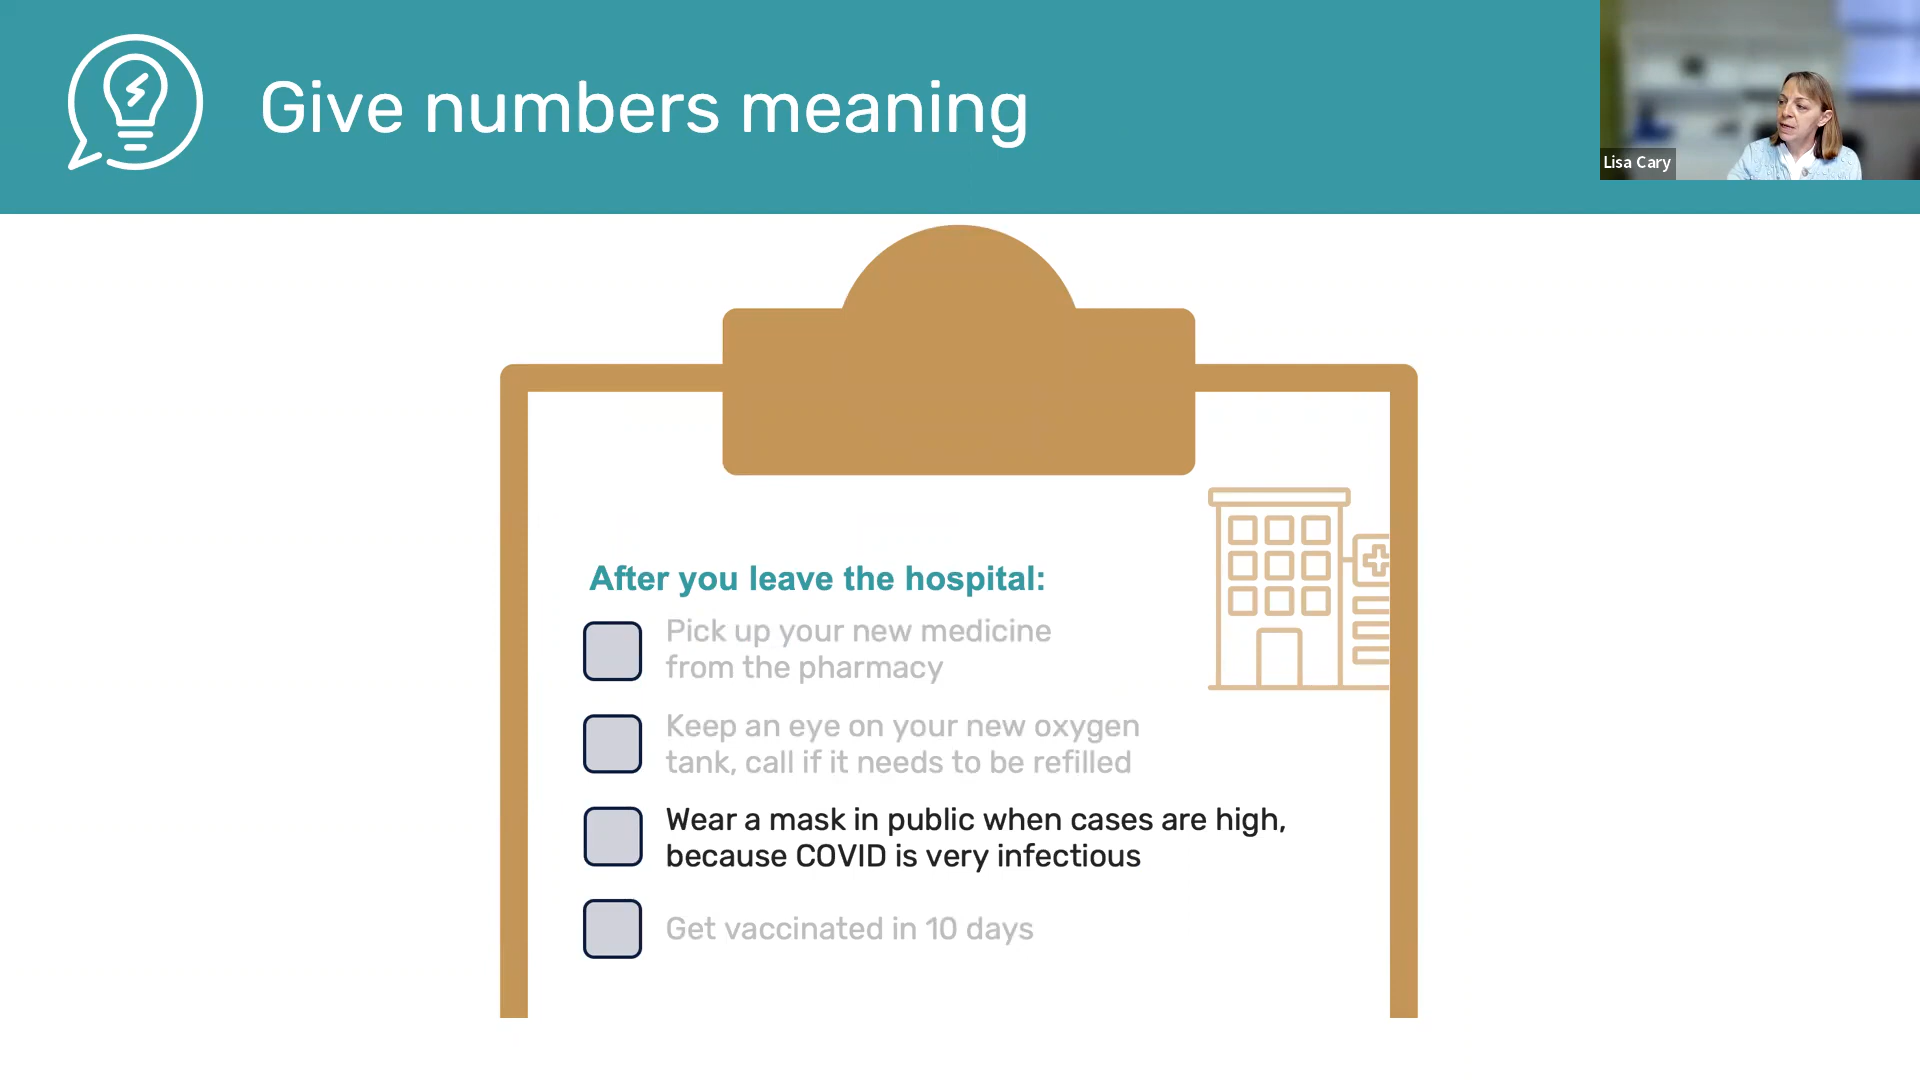 Give numbers meaning
Lisa Cary
After you leave the hospital:
Pick up your new medicine
from the pharmacy
Keep an eye on your new oxygen
tank, call if it needs to be refilled
Wear a mask in public when cases are high,
because COVID is very infectious
Get vaccinated in 10 days